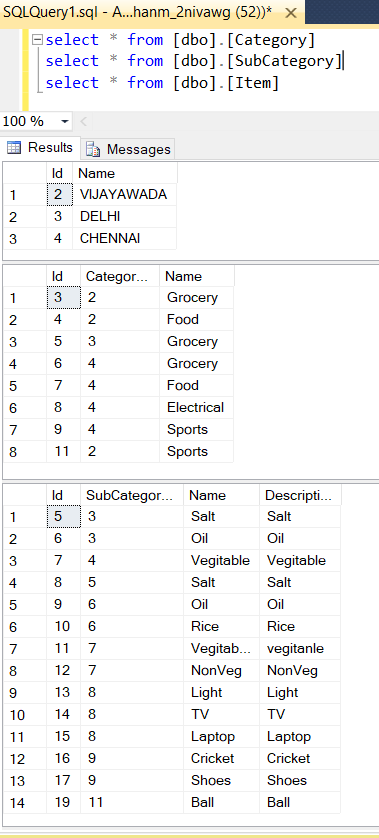 SQLQuery1.sql - A...hanm_2nivawg (52))* ×
select * from [dbo].[Category]
select * from [dbo].[SubCategory]
select * from [dbo].[Item]
100 %
Results Messages
Id Name
1 2 VIJAYAWADA
2 3 DELHI
3 4 CHENNAI
Id Categor... Name
1 3 2 Grocery
2 4 2 Food
3 5 3 Grocery
4 6 4 Grocery
5 7 4 Food
6 8 4 Electrical
7 9 4 Sports
8 11 2 Sports
Id SubCategor... Name Descripti...
1 5 3 Salt Salt
2 6 3 Oil Oil
3 7 4 Vegitable Vegitable
4 8 5 Salt Salt
5 9 6 Oil Oil
6 10 6 Rice Rice
7 11 7 Vegitab... vegitanle
8 12 7 NonVeg NonVeg
9 13 8 Light Light
10 14 8 TV TV
11 15 8 Laptop Laptop
12 16 9 Cricket Cricket
13 17 9 Shoes Shoes
14 19 11 Ball Ball